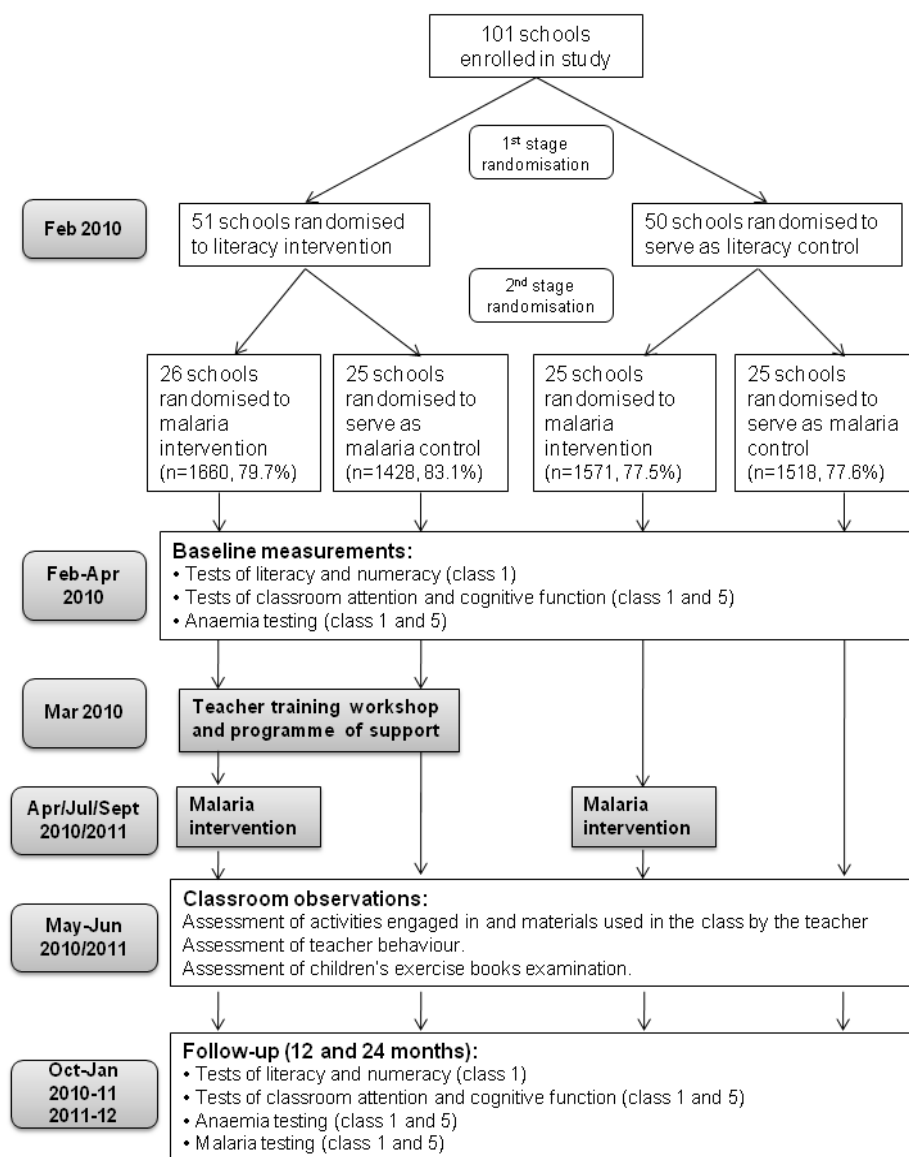 101 schools
enrolled in study
1st stage
randomisation
Feb 2010
51 schools randomised
to literacy intervention
50 schools randomised to
serve as literacy control
2nd stage
randomisation
26 schools
randomised to
malaria
intervention
(n=1660, 79.7%)
25 schools
randomised to
serve as
malaria control
(n=1428, 83.1%)
25 schools
randomised to
malaria
intervention
(n=1571, 77.5%)
25 schools
randomised to
serve as malaria
control
(n=1518, 77.6%)
Feb-Apr
2010
Baseline measurements:
• Tests of literacy and numeracy (class 1)
• Tests of classroom attention and cognitive function (class 1 and 5)
• Anaemia testing (class 1 and 5)
Mar 2010
Teacher training workshop
and programme of support
Apr/Jul/Sept
2010/2011
Malaria
intervention
Malaria
intervention
May-Jun
2010/2011
Classroom observations:
Assessment of activities engaged in and materials used in the class by the teacher
Assessment of teacher behaviour.
Assessment of children's exercise books examination.
Oct-Jan
2010-11
2011-12
Follow-up (12 and 24 months):
• Tests of literacy and numeracy (class 1)
• Tests of classroom attention and cognitive function (class 1 and 5)
• Anaemia testing (class 1 and 5)
• Malaria testing (class 1 and 5)